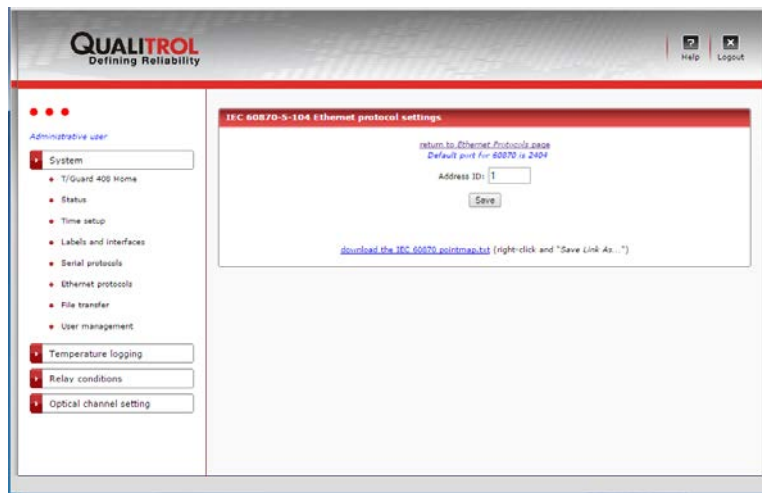 QUALITROL
Defining Reliability
?
X
Help
Logout
Administrative user
System
T/Guard 408 Home
Status
Time setup
Labels and interfaces
Serial protocols
Ethernet protocols
File transfer
User management
Temperature logging
Relay conditions
Optical channel setting
IEC 60870-5-104 Ethernet protocol settings
return to Ethernet Protocols page
Default port for 60870 is 2404
Address ID: 1
Save
download the IEC 60870 pointmap.txt (right-click and "Save Link As...")